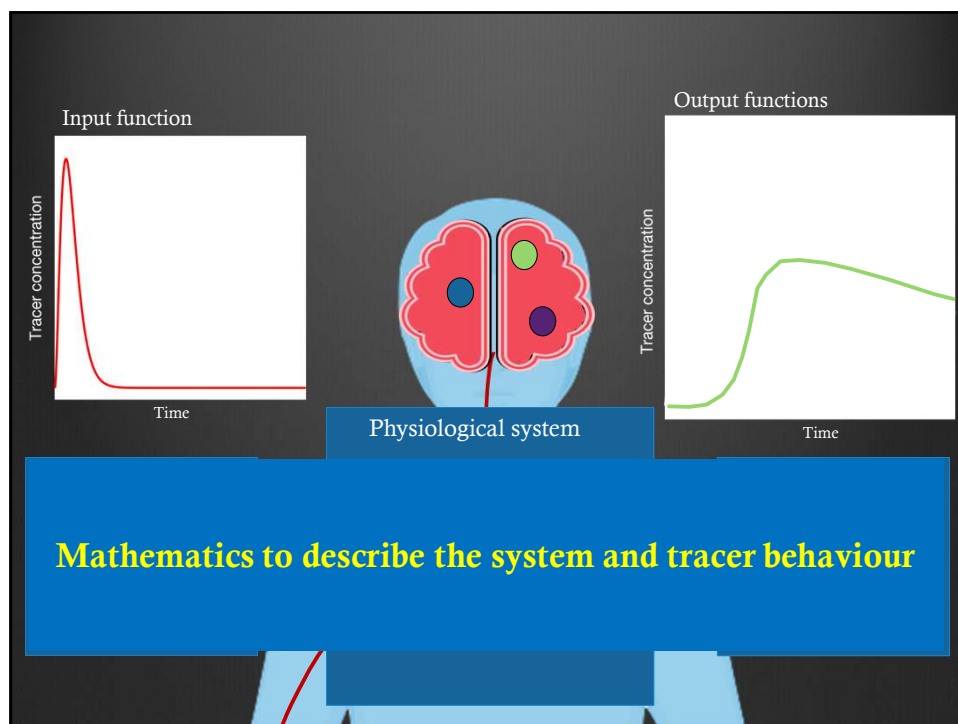 Input function
Tracer concentration
Time
Output functions
Tracer concentration
Time
Physiological system
Mathematics to describe the system and tracer behaviour